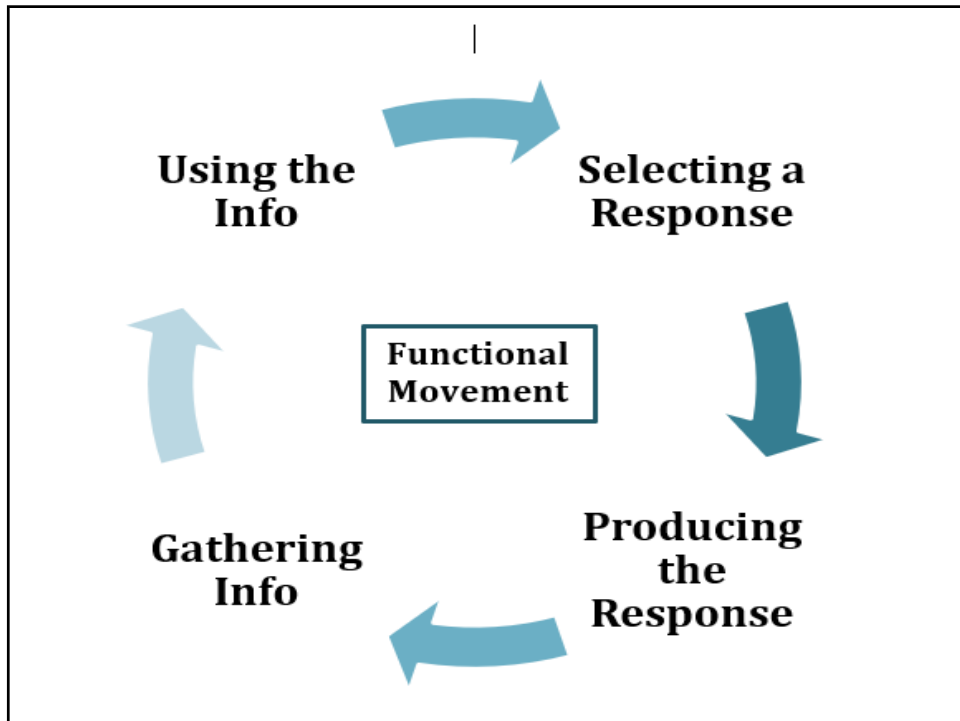 Using the
Info
Selecting a
Response
Functional
Movement
Gathering
Info
Producing
the
Response